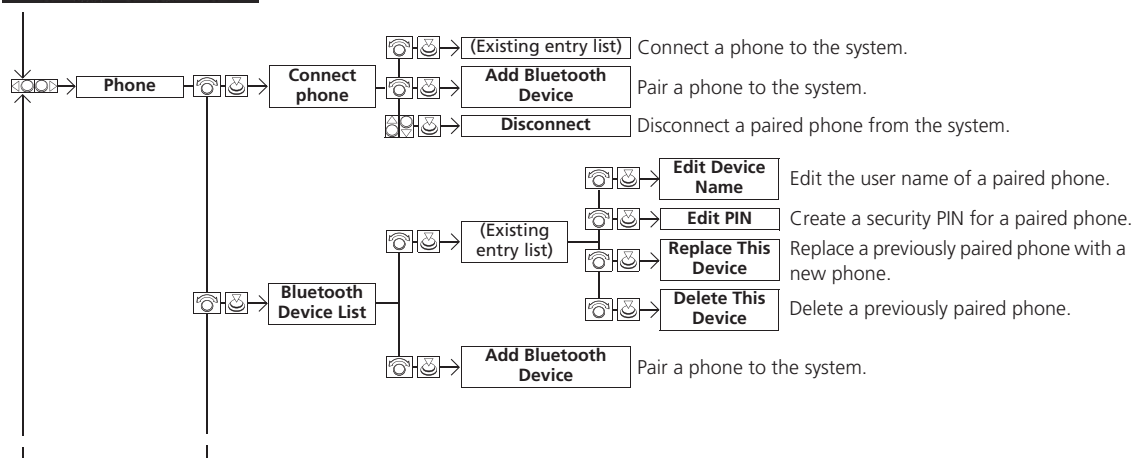 (Existing entry list) Connect a phone to the system.
Phone
Connect
phone
Add Bluetooth
Device
Pair a phone to the system.
Disconnect Disconnect a paired phone from the system.
Edit Device
Name
Edit the user name of a paired phone.
(Existing
entry list)
Edit PIN Create a security PIN for a paired phone.
Replace This
Device
Replace a previously paired phone with a
new phone.
Bluetooth
Device List
Delete This
Device
Delete a previously paired phone.
Add Bluetooth
Device
Pair a phone to the system.